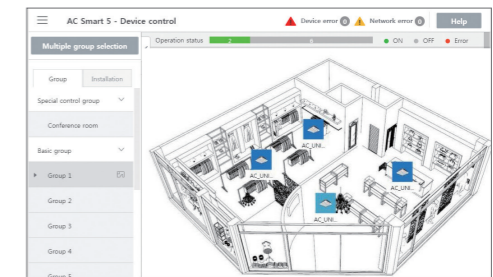 AC Smart 5 - Device control
Device error 0
Network error 0
Help
Multiple group selection
Operation status 2 6
ON OFF Error
Group Installation
Special control group
Conference room
Basic group
Group 1
Group 2
Group 3
Group 4
Group 5
AC_UNI...
AC_UNI...
AC_UNI...
AC_UNI...